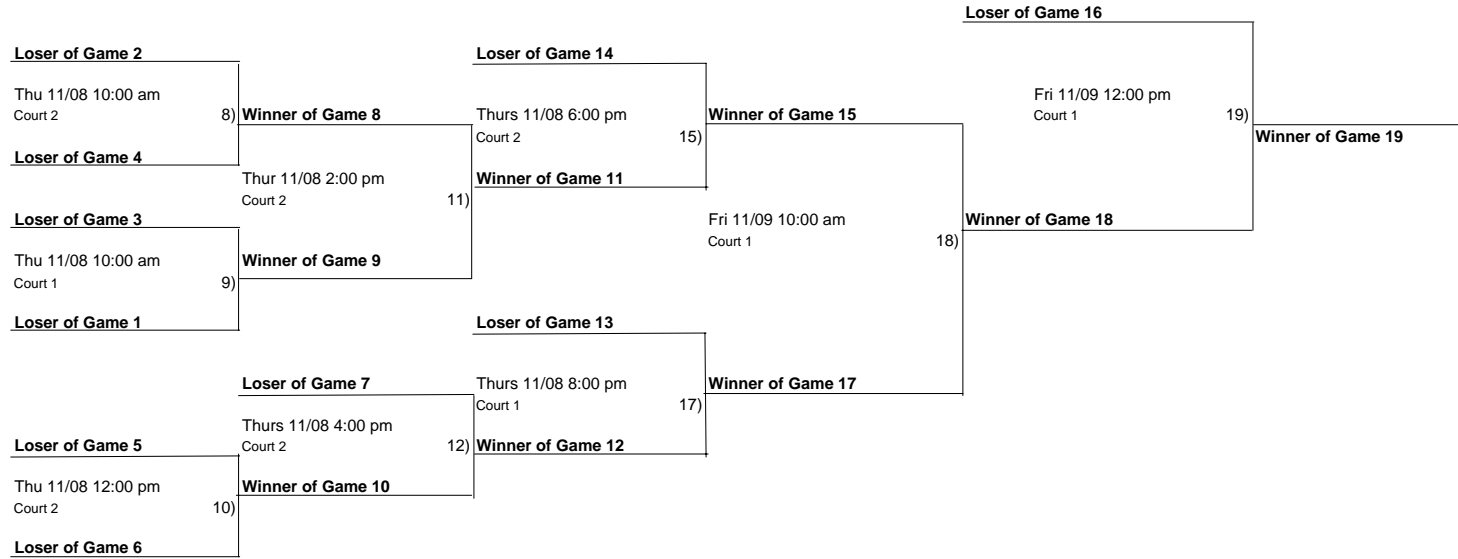 Loser of Game 16
Loser of Game 2
Loser of Game 14
Thu 11/08 10:00 am
Fri 11/09 12:00 pm
Court 2
8) Winner of Game 8
Thurs 11/08 6:00 pm
Winner of Game 15
Court 1
19)
Court 2
15)
Winner of Game 19
Loser of Game 4
Thur 11/08 2:00 pm
Winner of Game 11
Court 2
11)
Loser of Game 3
Fri 11/09 10:00 am
Winner of Game 18
Court 1
18)
Thu 11/08 10:00 am
Winner of Game 9
Court 1
9)
Loser of Game 1
Loser of Game 13
Loser of Game 7
Thurs 11/08 8:00 pm
Winner of Game 17
Court 1
17)
Thurs 11/08 4:00 pm
Loser of Game 5
Court 2
12) Winner of Game 12
Thu 11/08 12:00 pm
Winner of Game 10
Court 2
10)
Loser of Game 6